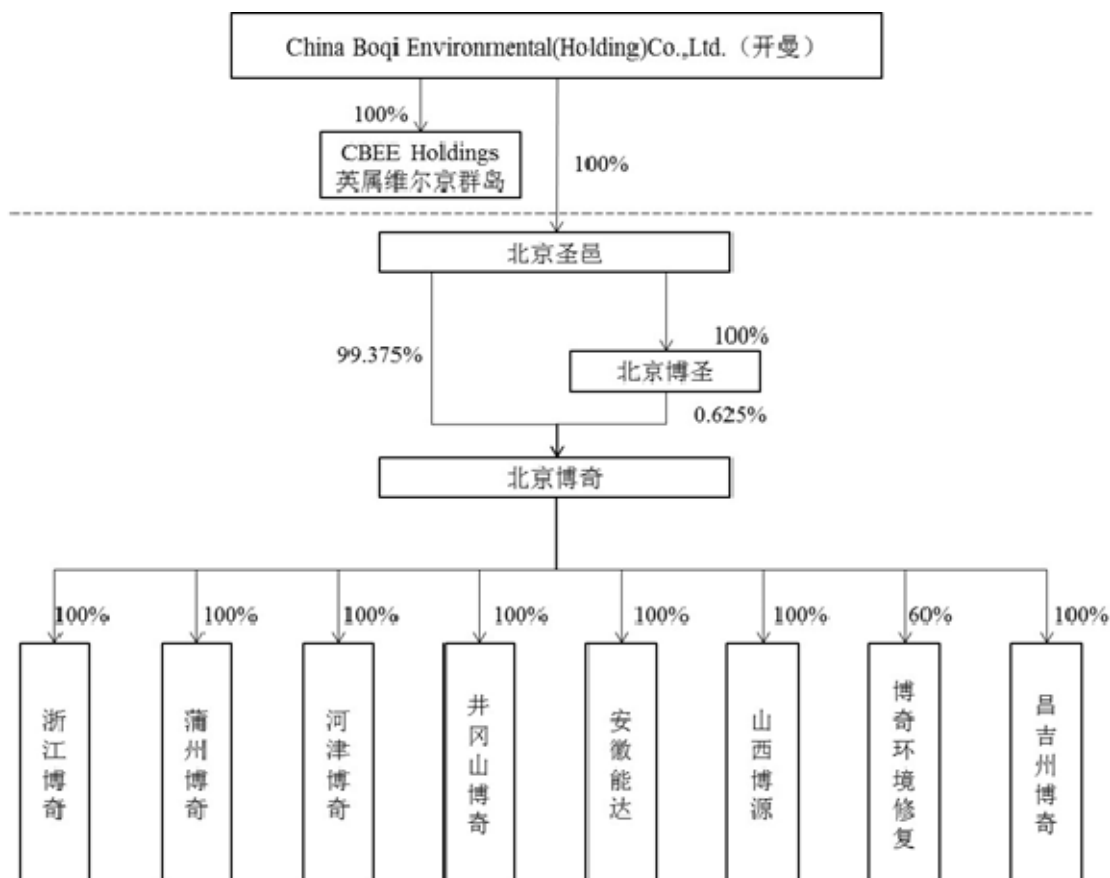 China Boqi Environmental(Holding)Co.,Ltd.（开曼）
100%
CBEE Holdings
英属维尔京群岛
100%
北京圣邑
99.375%
100%
北京博圣
0.625%
北京博奇
100%
100%
100%
100%
100%
100%
60%
100%
浙江博奇
蒲州博奇
河津博奇
井冈山博奇
安徽能达
山西博源
博奇环境修复
昌吉州博奇